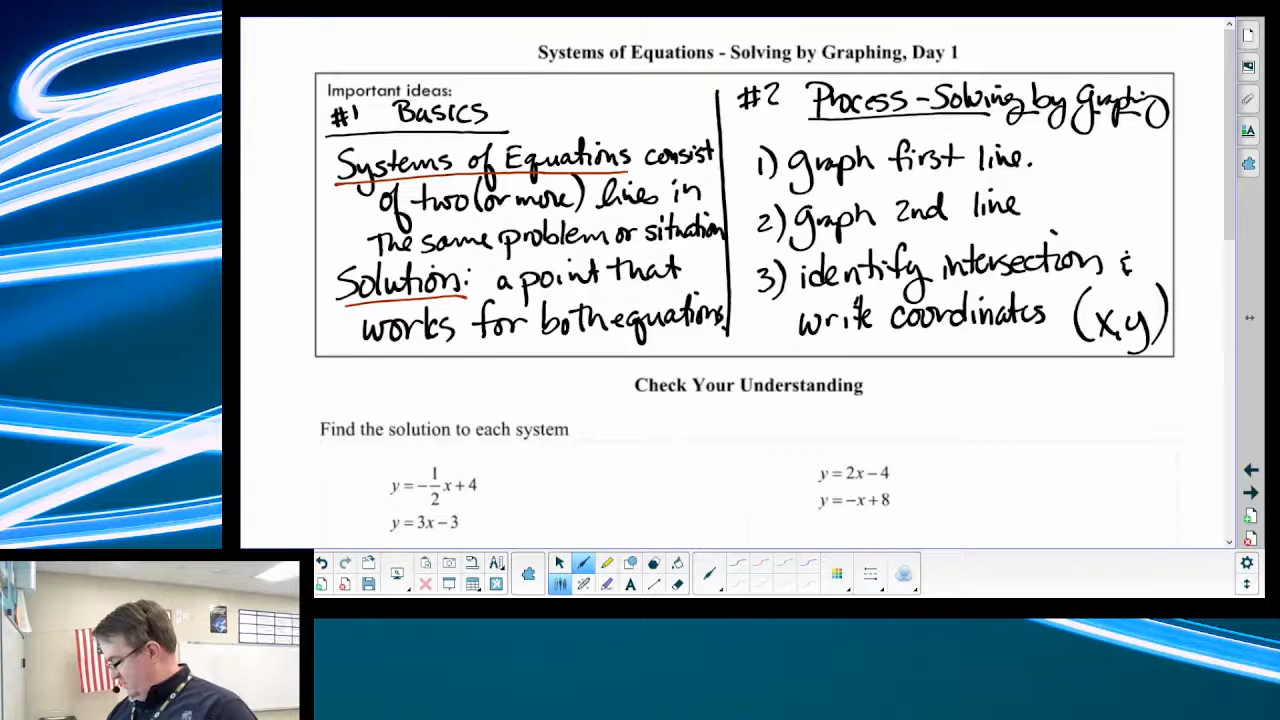 Systems of Equations - Solving by Graphing, Day 1
Important ideas:
#1 Basics
Systems of Equations consist
of two (or more) lines in
the same problem or situation
Solution: a point that
works for both equations.
#2 Process - Solving by graphing
1) graph first line.
2) graph 2nd line
3) identify intersection &
write coordinates (x,y)
Check Your Understanding
Find the solution to each system
y = -1/2 x + 4
y = 3x - 3
y = 2x - 4
y = -x + 8